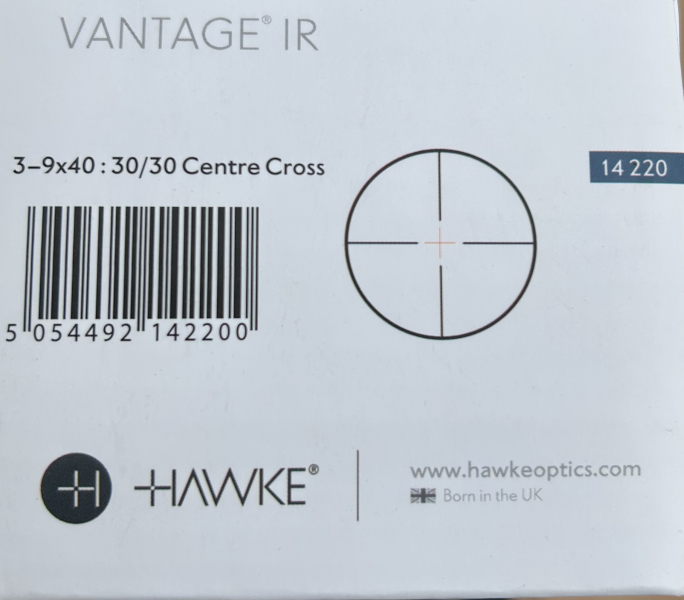 VANTAGE® IR
3–9x40 : 30/30 Centre Cross
14 220
5 054492 142200
HAWKE®
www.hawkeoptics.com
Born in the UK